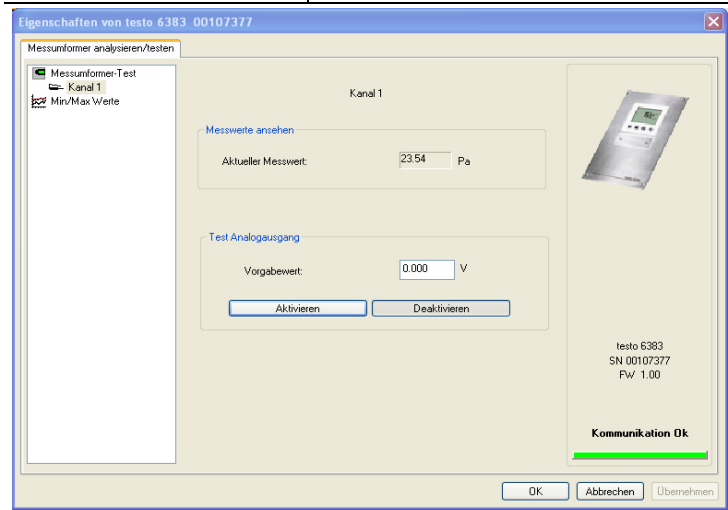 Eigenschaften von testo 6383 00107377
Messumformer analysieren/testen
Messumformer-Test
Kanal 1
Min/Max Werte
Kanal 1
Messwerte ansehen
Aktueller Messwert: 23.54 Pa
Test Analogausgang
Vorgabewert: 0.000 V
Aktivieren Deaktivieren
testo 6383
SN 00107377
FW 1.00
Kommunikation Ok
OK Abbrechen Übernehmen